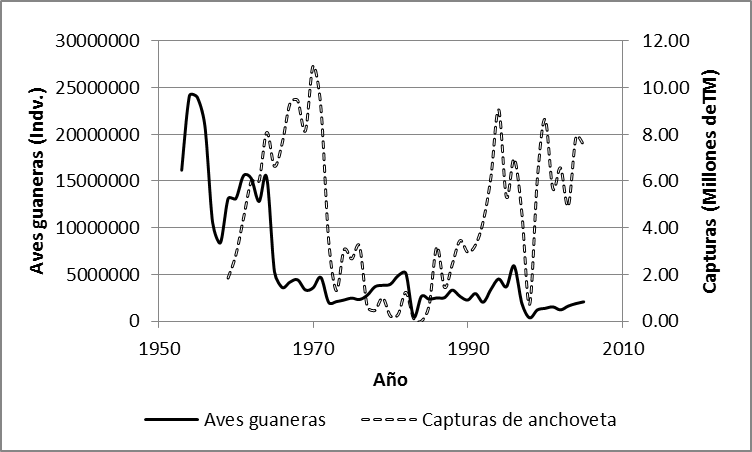 30000000
25000000
20000000
15000000
10000000
5000000
0
Aves guaneras (Indv.)
12.00
10.00
8.00
6.00
4.00
2.00
0.00
Capturas (Millones deTM)
1950 1970 1990 2010
Año
Aves guaneras Capturas de anchoveta